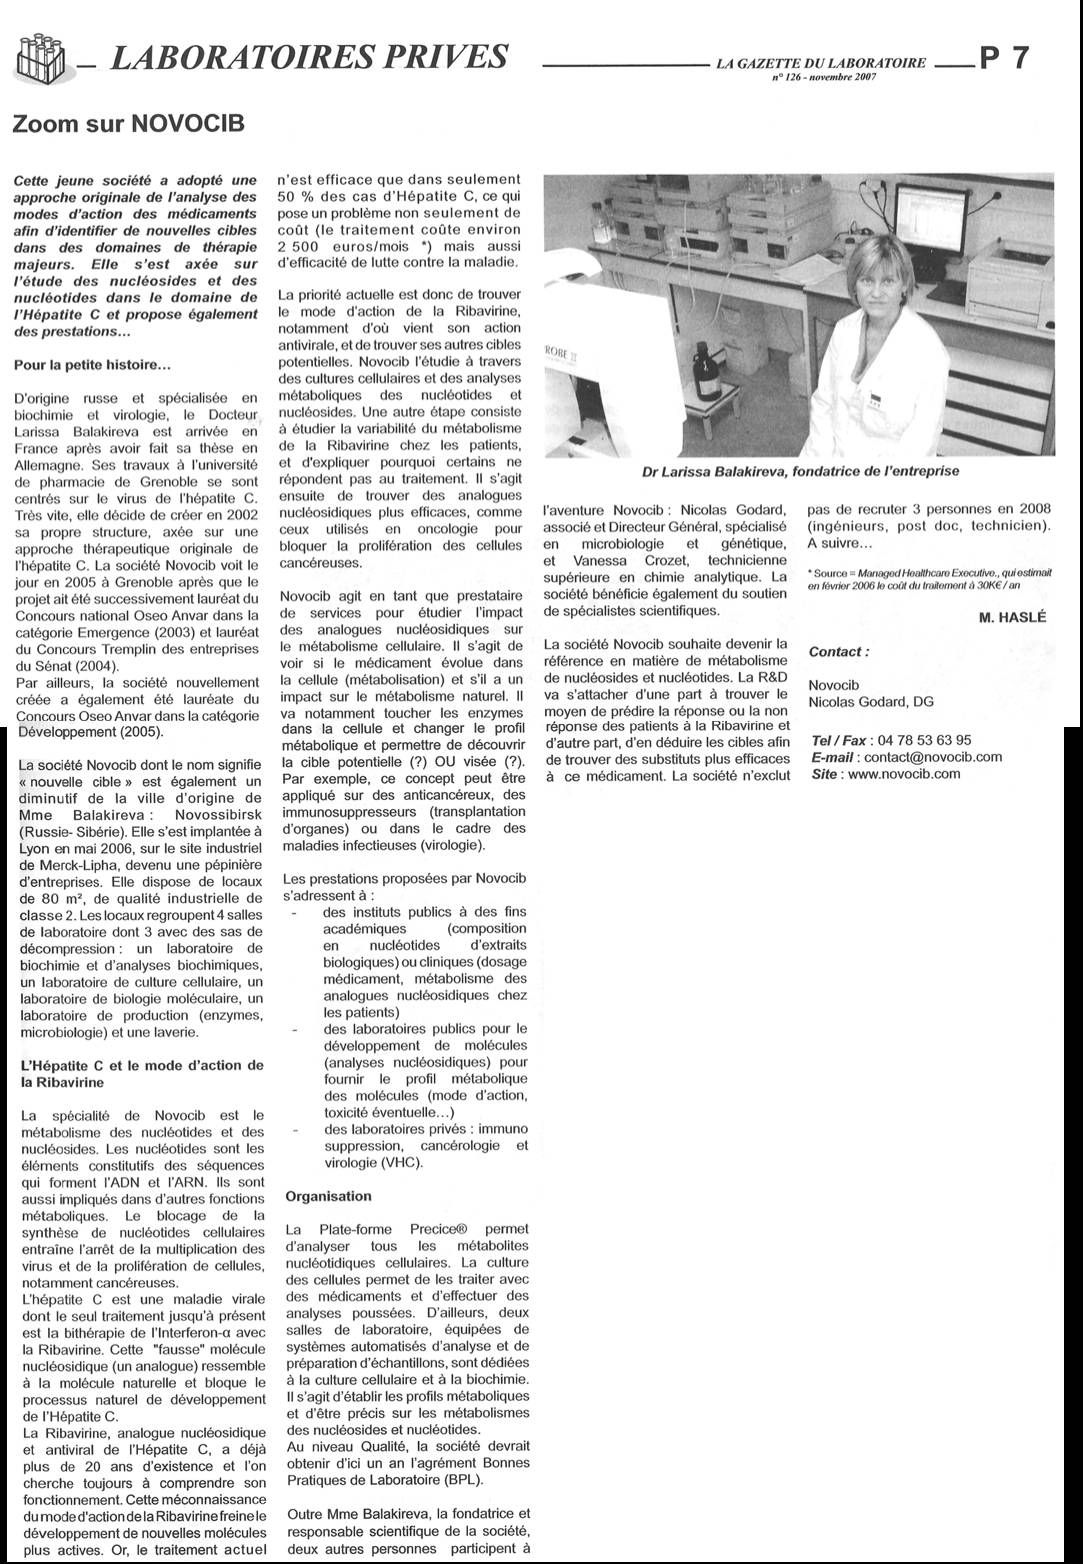 LABORATOIRES PRIVES
LA GAZETTE DU LABORATOIRE
n° 126 - novembre 2007
P 7
Zoom sur NOVOCIB
Cette jeune société a adopté une
approche originale de l'analyse des
modes d'action des médicaments
afin d'identifier de nouvelles cibles
dans des domaines de thérapie
majeurs. Elle s'est axée sur
l'étude des nucléosides et des
nucléotides dans le domaine de
l'Hépatite C et propose également
des prestations...
Pour la petite histoire...
D'origine russe et spécialisée en
biochimie et virologie, le Docteur
Larissa Balakireva est arrivée en
France après avoir fait sa thèse en
Allemagne. Ses travaux à l'université
de pharmacie de Grenoble se sont
centrés sur le virus de l'hépatite C.
Très vite, elle décide de créer en 2002
sa propre structure, axée sur une
approche thérapeutique originale de
l'hépatite C. La société Novocib voit le
jour en 2005 à Grenoble après que le
projet ait été successivement lauréat du
Concours national Oseo Anvar dans la
catégorie Emergence (2003) et lauréat
du Concours Tremplin des entreprises
du Sénat (2004).
Par ailleurs, la société nouvellement
créée a également été lauréate du
Concours Oseo Anvar dans la catégorie
Développement (2005).
La société Novocib dont le nom signifie
« nouvelle cible » est également un
diminutif de la ville d'origine de
Mme Balakireva : Novossibirsk
(Russie- Sibérie). Elle s'est implantée à
Lyon en mai 2006, sur le site industriel
de Merck-Lipha, devenu une pépinière
d'entreprises. Elle dispose de locaux
de 80 m², de qualité industrielle de
classe 2. Les locaux regroupent 4 salles
de laboratoire dont 3 avec des sas de
décompression : un laboratoire de
biochimie et d'analyses biochimiques,
un laboratoire de culture cellulaire, un
laboratoire de biologie moléculaire, un
laboratoire de production (enzymes,
microbiologie) et une laverie.
L'Hépatite C et le mode d'action de
la Ribavirine
La spécialité de Novocib est le
métabolisme des nucléotides et des
nucléosides. Les nucléotides sont les
éléments constitutifs des séquences
qui forment l'ADN et l'ARN. Ils sont
aussi impliqués dans d'autres fonctions
métaboliques. Le blocage de la
synthèse de nucléotides cellulaires
entraîne l'arrêt de la multiplication des
virus et de la prolifération de cellules,
notamment cancéreuses.
L'hépatite C est une maladie virale
dont le seul traitement jusqu'à présent
est la bithérapie de l'Interferon-α avec
la Ribavirine. Cette "fausse" molécule
nucléosidique (un analogue) ressemble
à la molécule naturelle et bloque le
processus naturel de développement
de l'Hépatite C.
La Ribavirine, analogue nucléosidique
et antiviral de l'Hépatite C, a déjà
plus de 20 ans d'existence et l'on
cherche toujours à comprendre son
fonctionnement. Cette méconnaissance
du mode d'action de la Ribavirine freine le
développement de nouvelles molécules
plus actives. Or, le traitement actuel
n'est efficace que dans seulement
50 % des cas d'Hépatite C, ce qui
pose un problème non seulement de
coût (le traitement coûte environ
2 500 euros/mois *) mais aussi
d'efficacité de lutte contre la maladie.
La priorité actuelle est donc de trouver
le mode d'action de la Ribavirine,
notamment d'où vient son action
antivirale, et de trouver ses autres cibles
potentielles. Novocib l'étudie à travers
des cultures cellulaires et des analyses
métaboliques des nucléotides et
nucléosides. Une autre étape consiste
à étudier la variabilité du métabolisme
de la Ribavirine chez les patients,
et d'expliquer pourquoi certains ne
répondent pas au traitement. Il s'agit
ensuite de trouver des analogues
nucléosidiques plus efficaces, comme
ceux utilisés en oncologie pour
bloquer la prolifération des cellules
cancéreuses.
Novocib agit en tant que prestataire
de services pour étudier l'impact
des analogues nucléosidiques sur
le métabolisme cellulaire. Il s'agit de
voir si le médicament évolue dans
la cellule (métabolisation) et s'il a un
impact sur le métabolisme naturel. Il
va notamment toucher les enzymes
dans la cellule et changer le profil
métabolique et permettre de découvrir
la cible potentielle (?) OU visée (?).
Par exemple, ce concept peut être
appliqué sur des anticancéreux, des
immunosuppresseurs (transplantation
d'organes) ou dans le cadre des
maladies infectieuses (virologie).
Les prestations proposées par Novocib
s'adressent à :
- des instituts publics à des fins
académiques (composition
en nucléotides d'extraits
biologiques) ou cliniques (dosage
médicament, métabolisme des
analogues nucléosidiques chez
les patients)
- des laboratoires publics pour le
développement de molécules
(analyses nucléosidiques) pour
fournir le profil métabolique
des molécules (mode d'action,
toxicité éventuelle...)
- des laboratoires privés : immuno
suppression, cancérologie et
virologie (VHC).
Organisation
La Plate-forme Precice® permet
d'analyser tous les métabolites
nucléotidiques cellulaires. La culture
des cellules permet de les traiter avec
des médicaments et d'effectuer des
analyses poussées. D'ailleurs, deux
salles de laboratoire, équipées de
systèmes automatisés d'analyse et de
préparation d'échantillons, sont dédiées
à la culture cellulaire et à la biochimie.
Il s'agit d'établir les profils métaboliques
et d'être précis sur les métabolismes
des nucléosides et nucléotides.
Au niveau Qualité, la société devrait
obtenir d'ici un an l'agrément Bonnes
Pratiques de Laboratoire (BPL).
Outre Mme Balakireva, la fondatrice et
responsable scientifique de la société,
deux autres personnes participent à
ROBE II
Dr Larissa Balakireva, fondatrice de l'entreprise
l'aventure Novocib : Nicolas Godard,
associé et Directeur Général, spécialisé
en microbiologie et génétique,
et Vanessa Crozet, technicienne
supérieure en chimie analytique. La
société bénéficie également du soutien
de spécialistes scientifiques.
La société Novocib souhaite devenir la
référence en matière de métabolisme
de nucléosides et nucléotides. La R&D
va s'attacher d'une part à trouver le
moyen de prédire la réponse ou la non
réponse des patients à la Ribavirine et
d'autre part, d'en déduire les cibles afin
de trouver des substituts plus efficaces
à ce médicament. La société n'exclut
pas de recruter 3 personnes en 2008
(ingénieurs, post doc, technicien).
A suivre...
* Source = Managed Healthcare Executive., qui estimait
en février 2006 le coût du traitement à 30K€ / an
M. HASLÉ
Contact :
Novocib
Nicolas Godard, DG
Tel / Fax : 04 78 53 63 95
E-mail : contact@novocib.com
Site : www.novocib.com